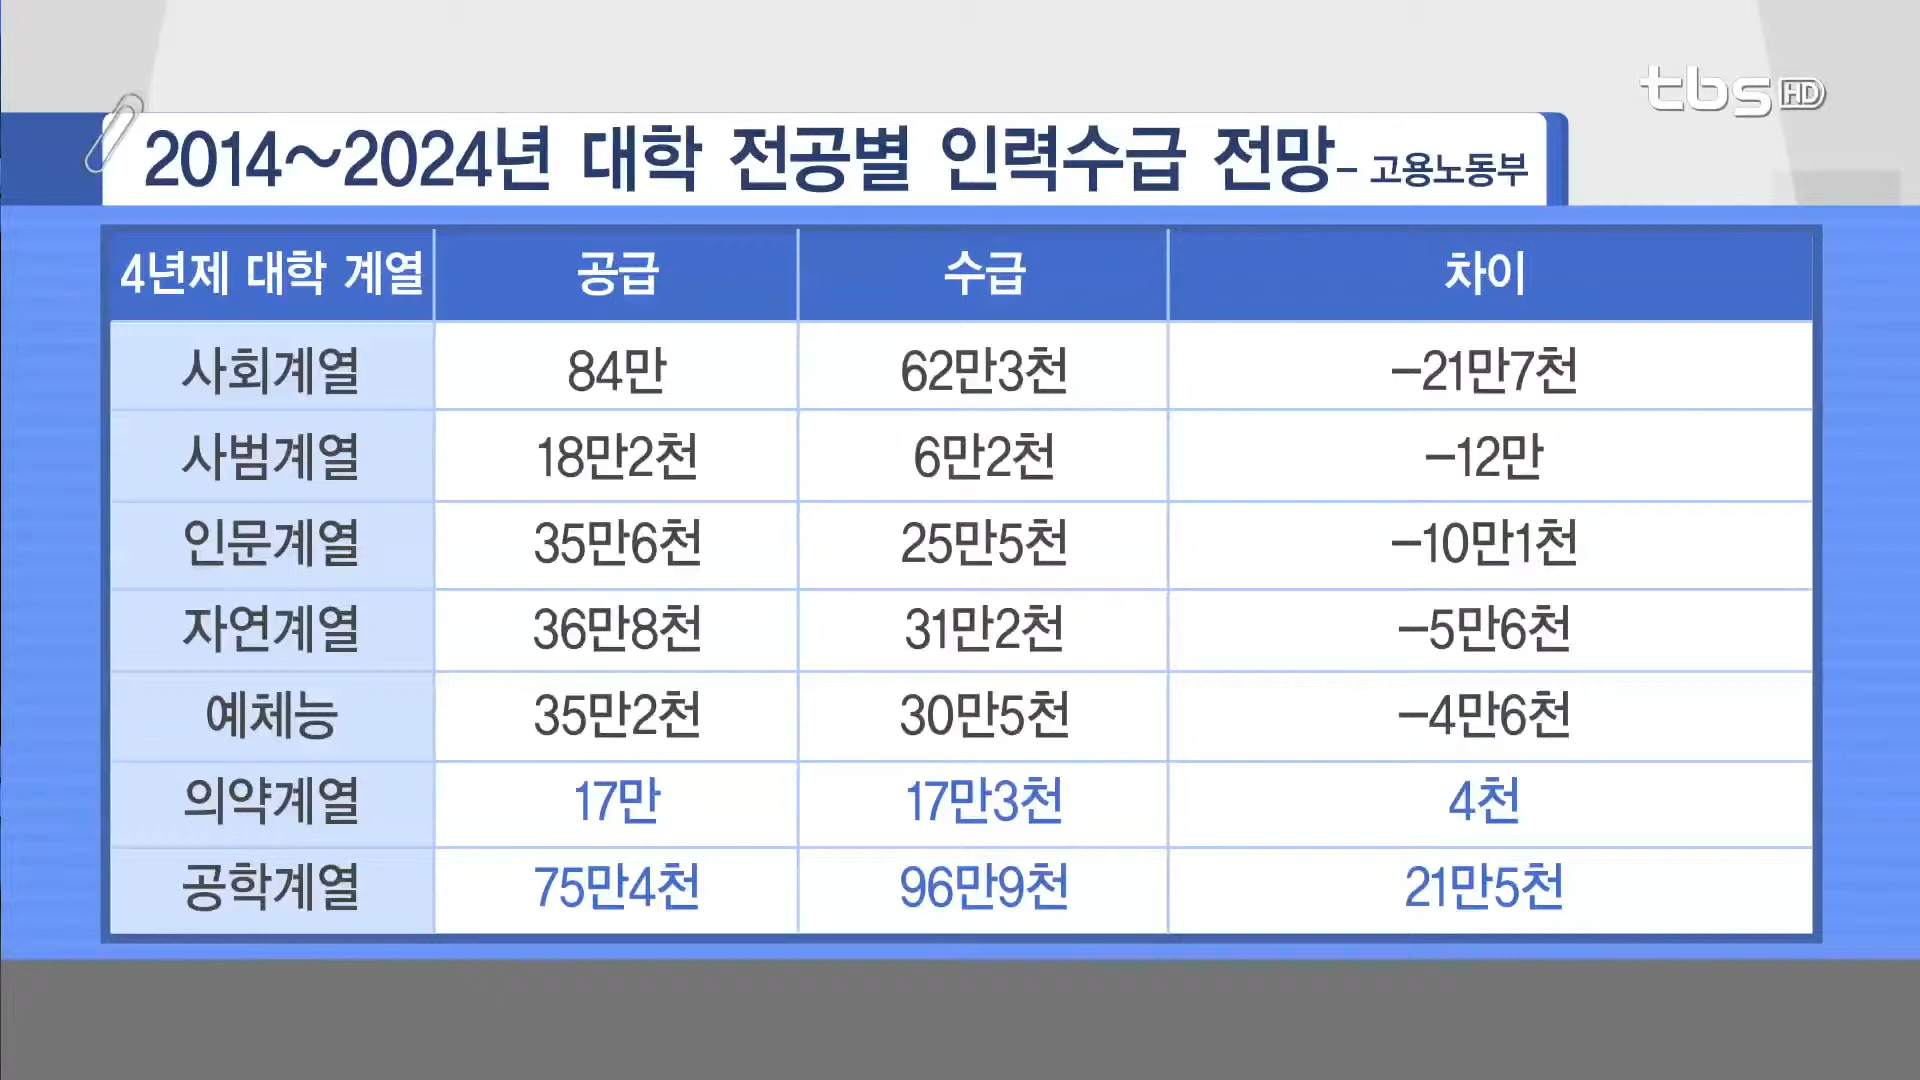 tbs HD
2014~2024년 대학 전공별 인력수급 전망 - 고용노동부
4년제 대학 계열 공급 수급 차이
사회계열 84만 62만3천 -21만7천
사범계열 18만2천 6만2천 -12만
인문계열 35만6천 25만5천 -10만1천
자연계열 36만8천 31만2천 -5만6천
예체능 35만2천 30만5천 -4만6천
의약계열 17만 17만3천 4천
공학계열 75만4천 96만9천 21만5천